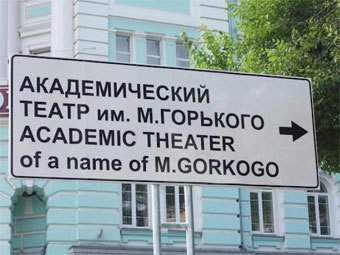 АКАДЕМИЧЕСКИЙ
ТЕАТР им. М.ГОРЬКОГО
ACADEMIC THEATER
of a name of M.GORKOGO